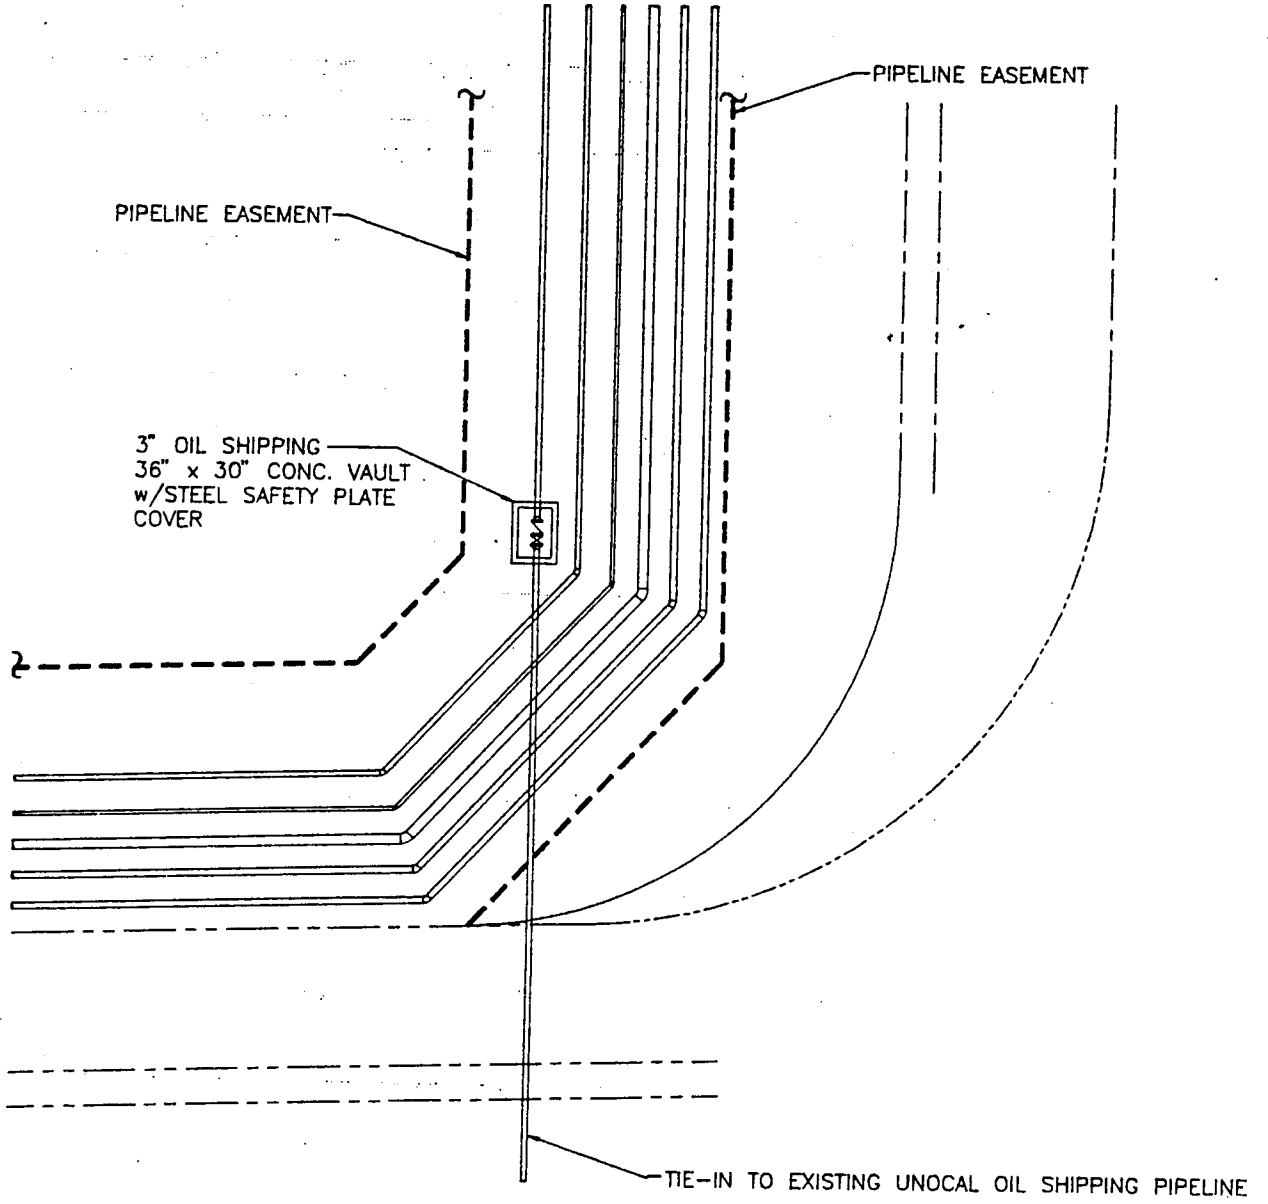 PIPELINE EASEMENT
PIPELINE EASEMENT
3" OIL SHIPPING
36" x 30" CONC. VAULT
w/STEEL SAFETY PLATE
COVER
TIE-IN TO EXISTING UNOCAL OIL SHIPPING PIPELINE